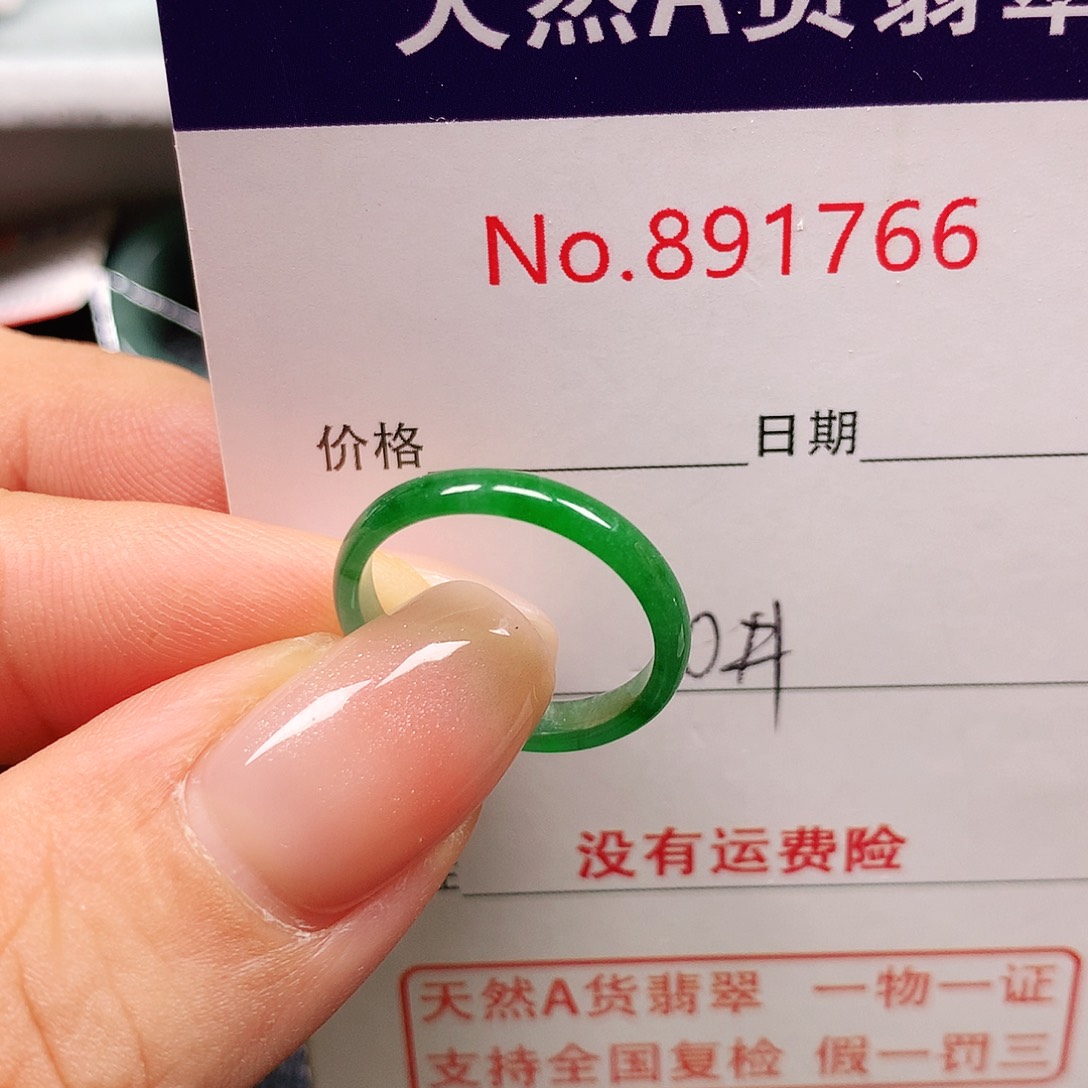 天然A货翡翠
No.891766
价格 日期
0#
没有运费险
天然A货翡翠 一物一证
支持全国复检 假一罚三